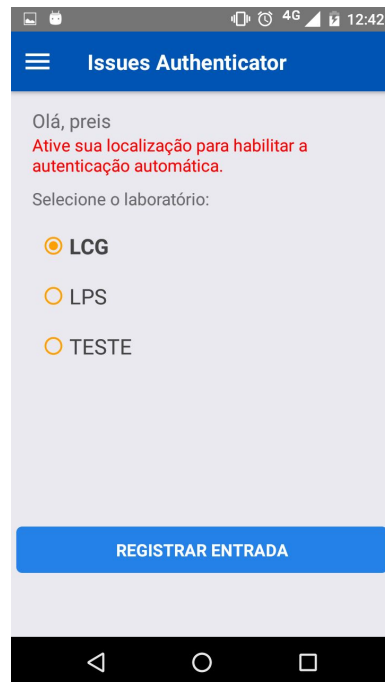 4G 12:42
Issues Authenticator
Olá, preis
Ative sua localização para habilitar a
autenticação automática.
Selecione o laboratório:
LCG
LPS
TESTE
REGISTRAR ENTRADA